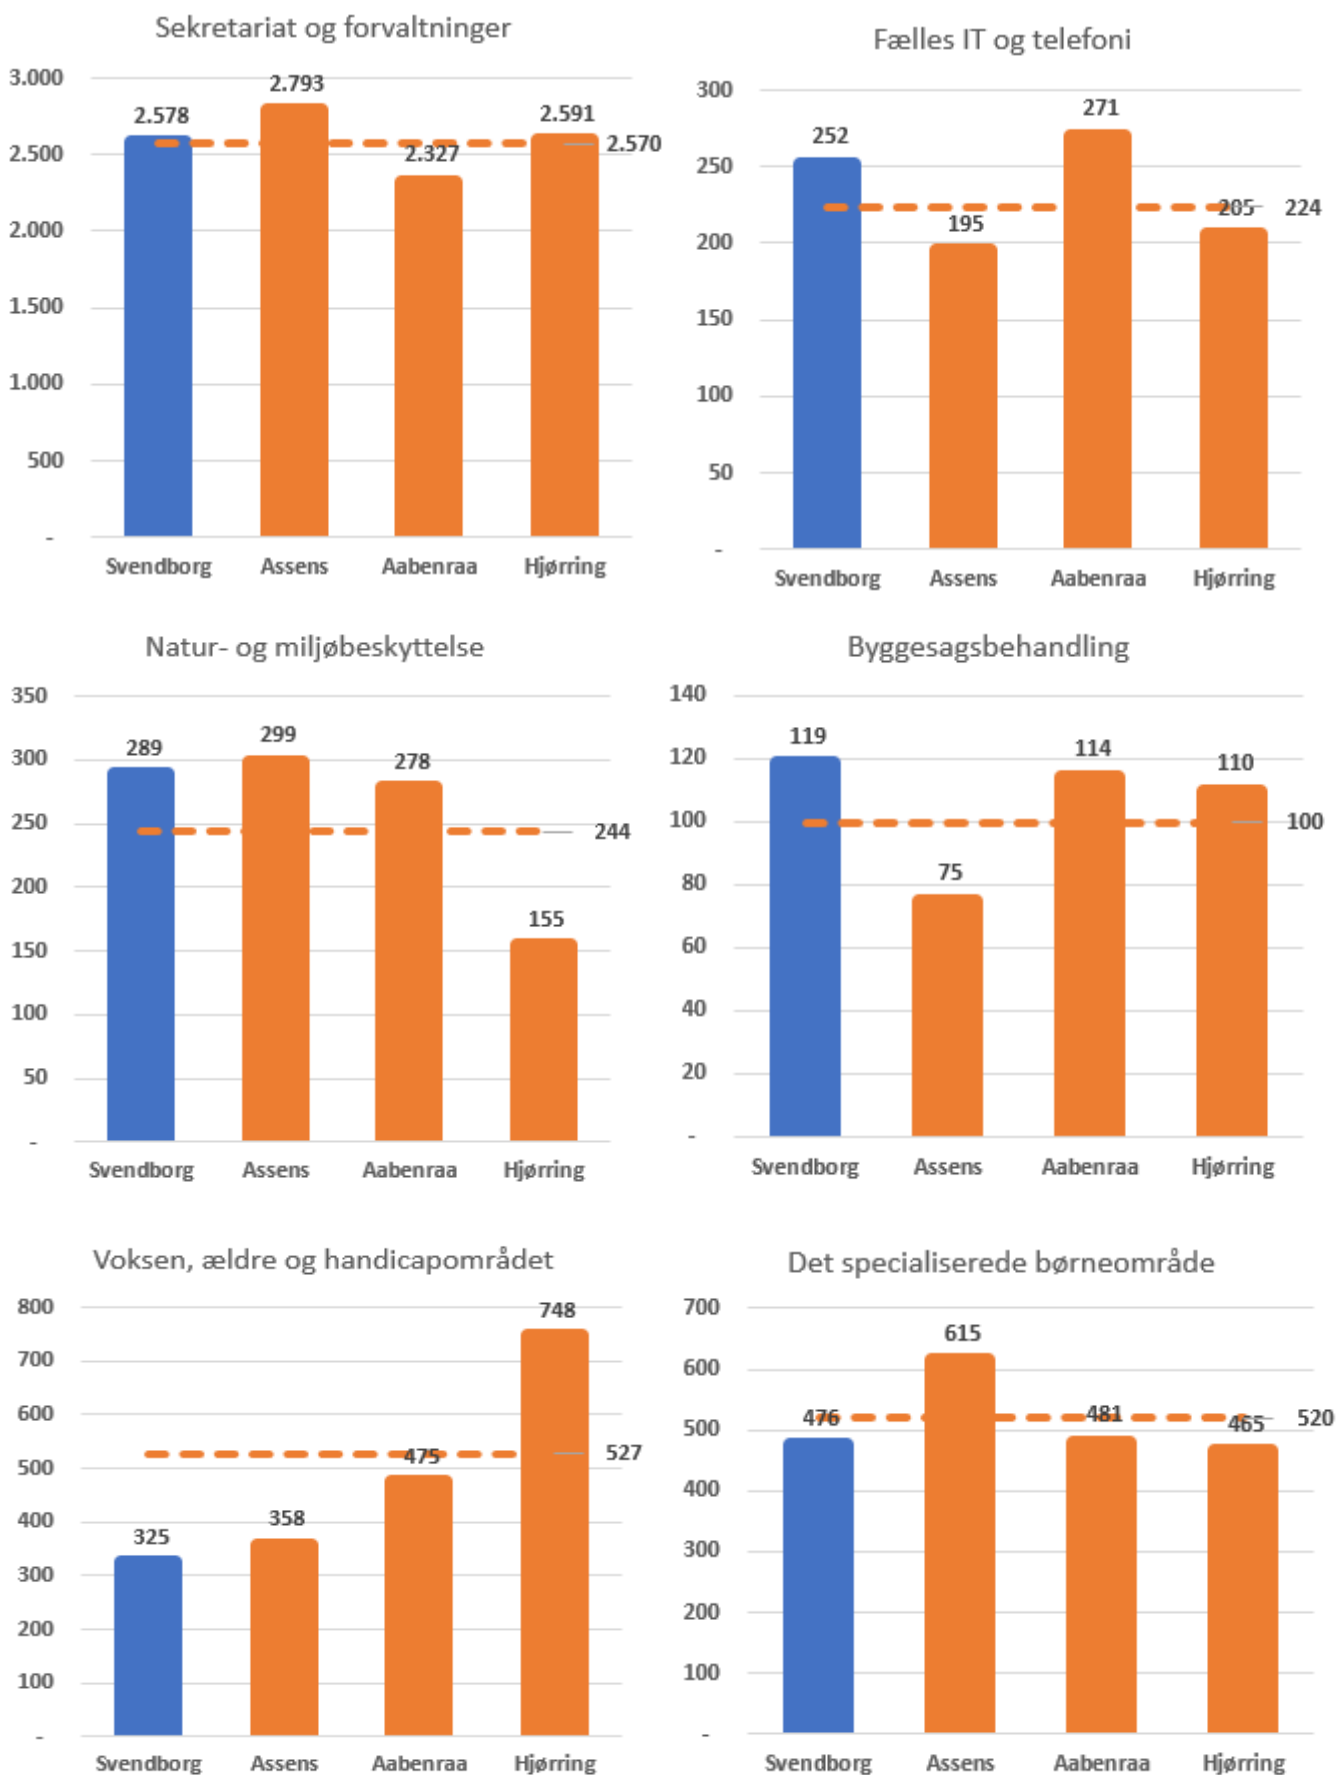 Sekretariat og forvaltninger
3.000
2.500
2.000
1.500
1.000
500
-
2.578
2.793
2.327
2.591
2.570
Svendborg
Assens
Aabenraa
Hjørring
Fælles IT og telefoni
300
250
200
150
100
50
-
252
195
271
205
224
Svendborg
Assens
Aabenraa
Hjørring
Natur- og miljøbeskyttelse
350
300
250
200
150
100
50
-
289
299
278
155
244
Svendborg
Assens
Aabenraa
Hjørring
Byggesagsbehandling
140
120
100
80
60
40
20
-
119
75
114
110
100
Svendborg
Assens
Aabenraa
Hjørring
Voksen, ældre og handicapområdet
800
700
600
500
400
300
200
100
-
325
358
475
748
527
Svendborg
Assens
Aabenraa
Hjørring
Det specialiserede børneområde
700
600
500
400
300
200
100
-
476
615
481
465
520
Svendborg
Assens
Aabenraa
Hjørring